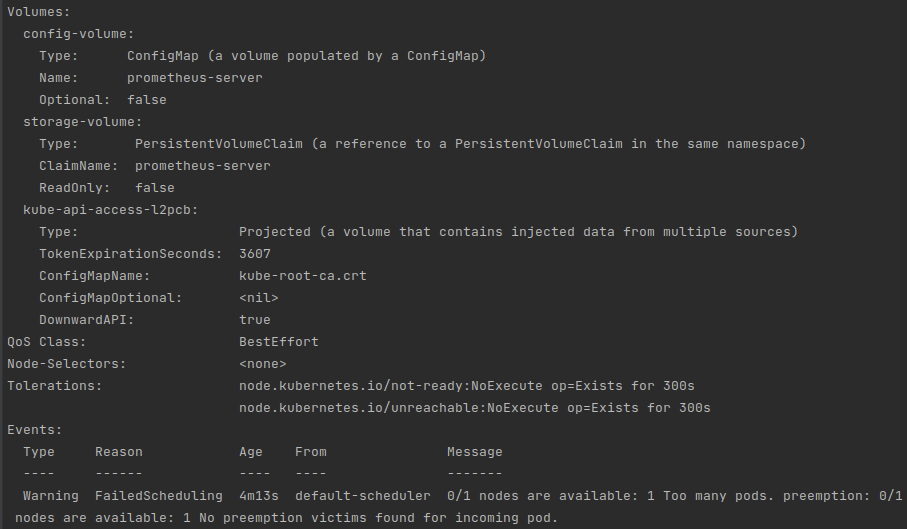 Volumes:
config-volume:
Type: ConfigMap (a volume populated by a ConfigMap)
Name: prometheus-server
Optional: false
storage-volume:
Type: PersistentVolumeClaim (a reference to a PersistentVolumeClaim in the same namespace)
ClaimName: prometheus-server
ReadOnly: false
kube-api-access-l2pcb:
Type: Projected (a volume that contains injected data from multiple sources)
TokenExpirationSeconds: 3607
ConfigMapName: kube-root-ca.crt
ConfigMapOptional: <nil>
DownwardAPI: true
QoS Class: BestEffort
Node-Selectors: <none>
Tolerations: node.kubernetes.io/not-ready:NoExecute op=Exists for 300s
node.kubernetes.io/unreachable:NoExecute op=Exists for 300s
Events:
Type Reason Age From Message
---- ------ ---- ---- -------
Warning FailedScheduling 4m13s default-scheduler 0/1 nodes are available: 1 Too many pods. preemption: 0/1
nodes are available: 1 No preemption victims found for incoming pod.